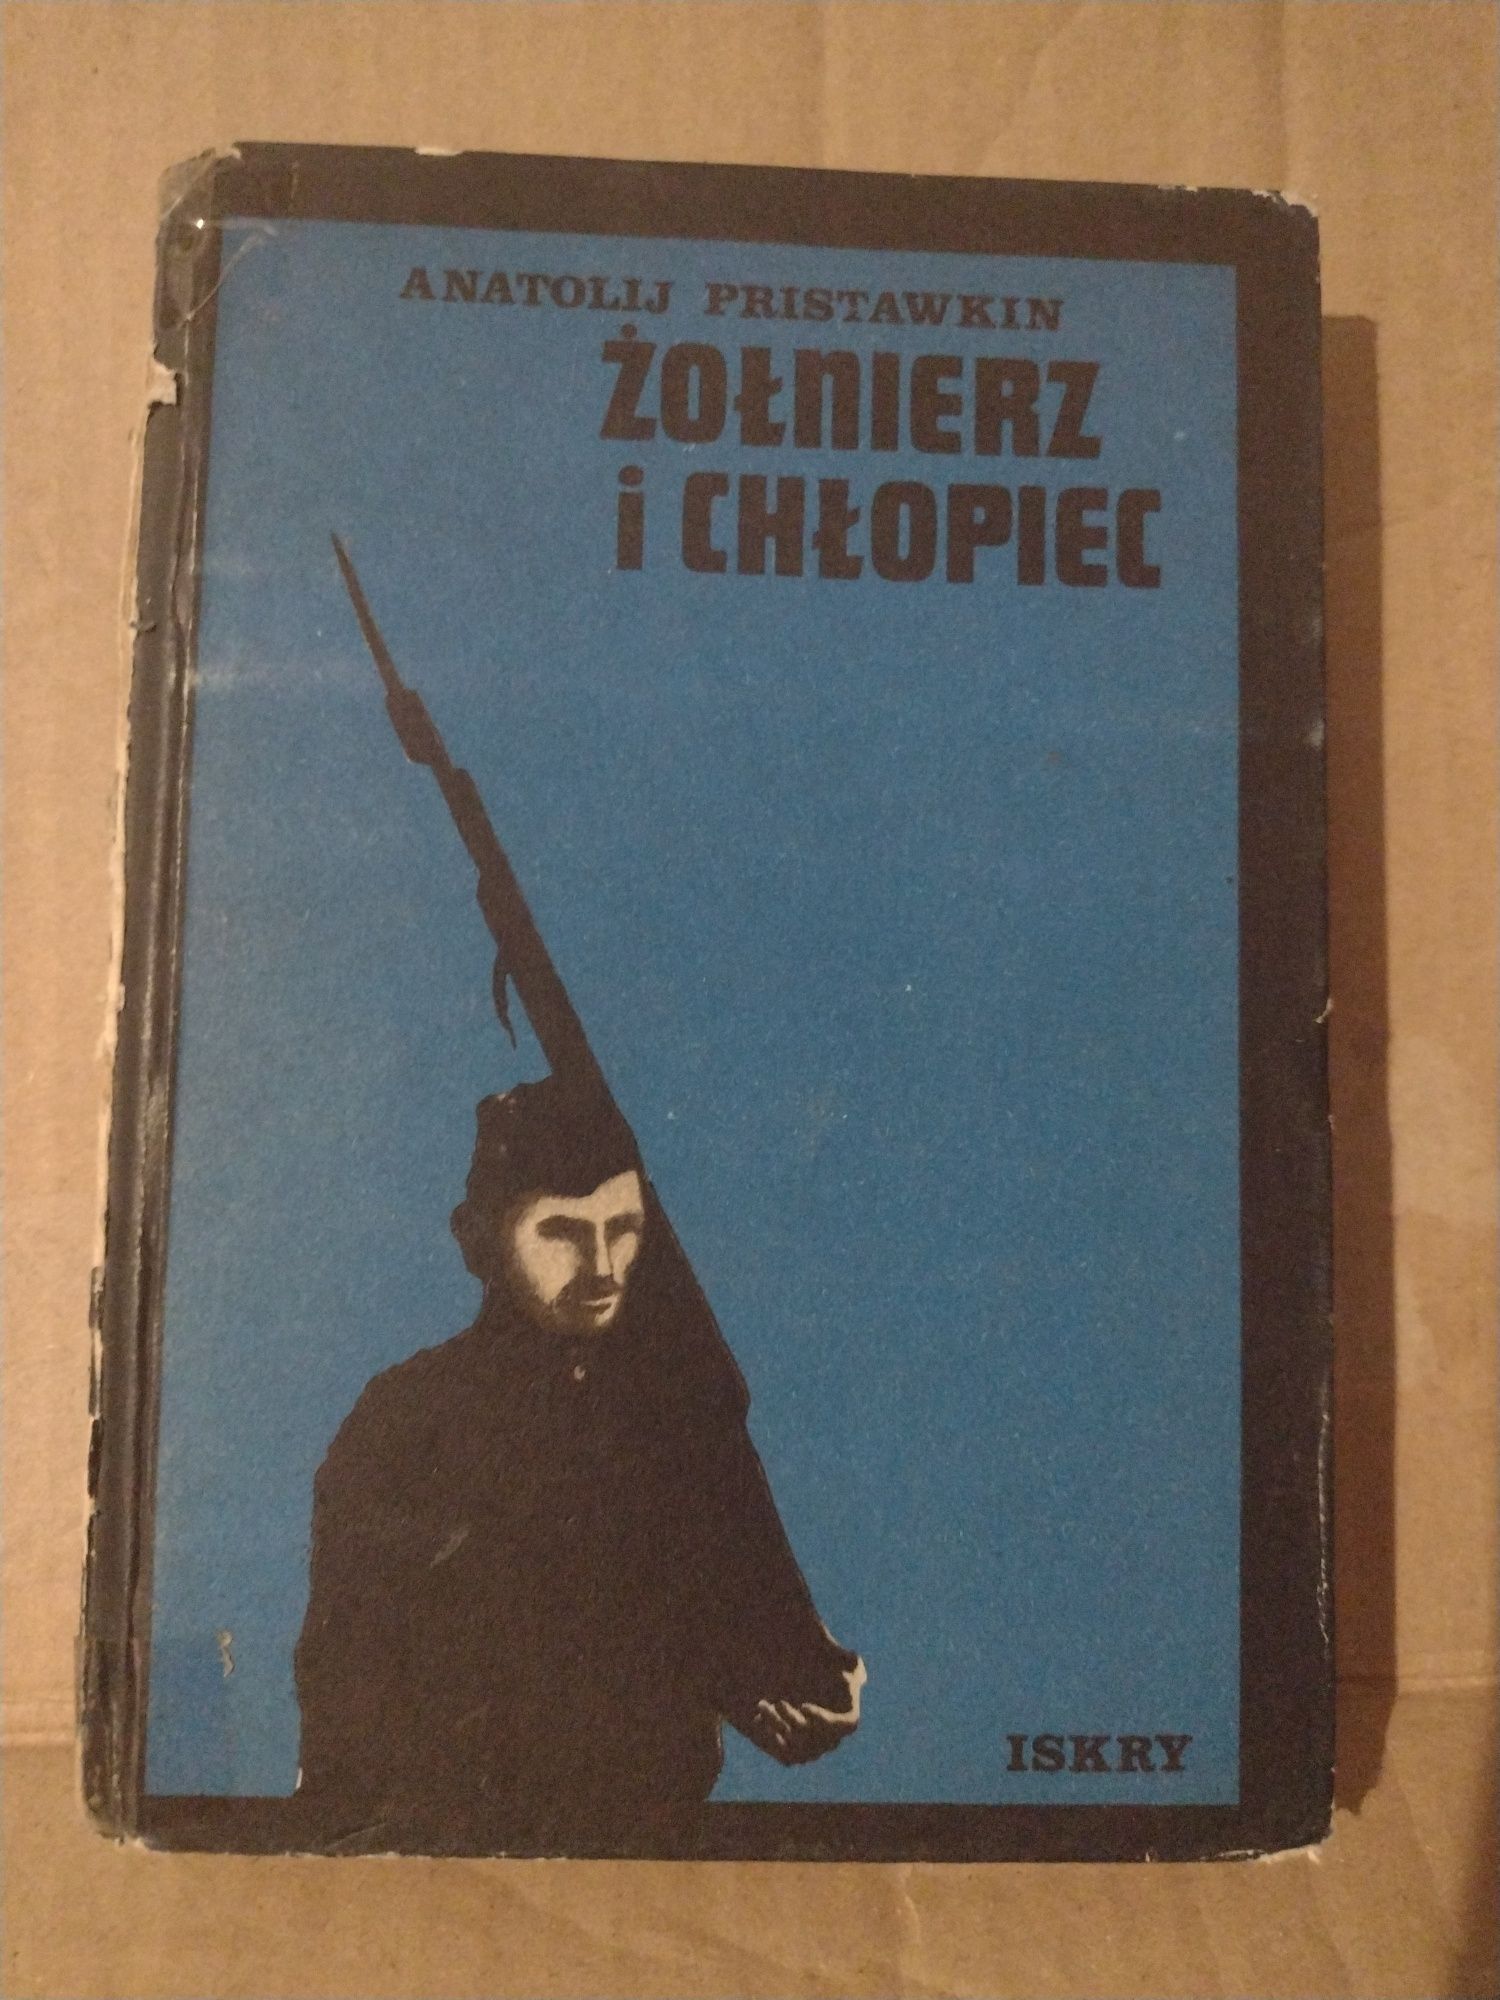 ANATOLIJ PRISTAWKIN
ŻOŁNIERZ
i CHŁOPIEC
ISKRY